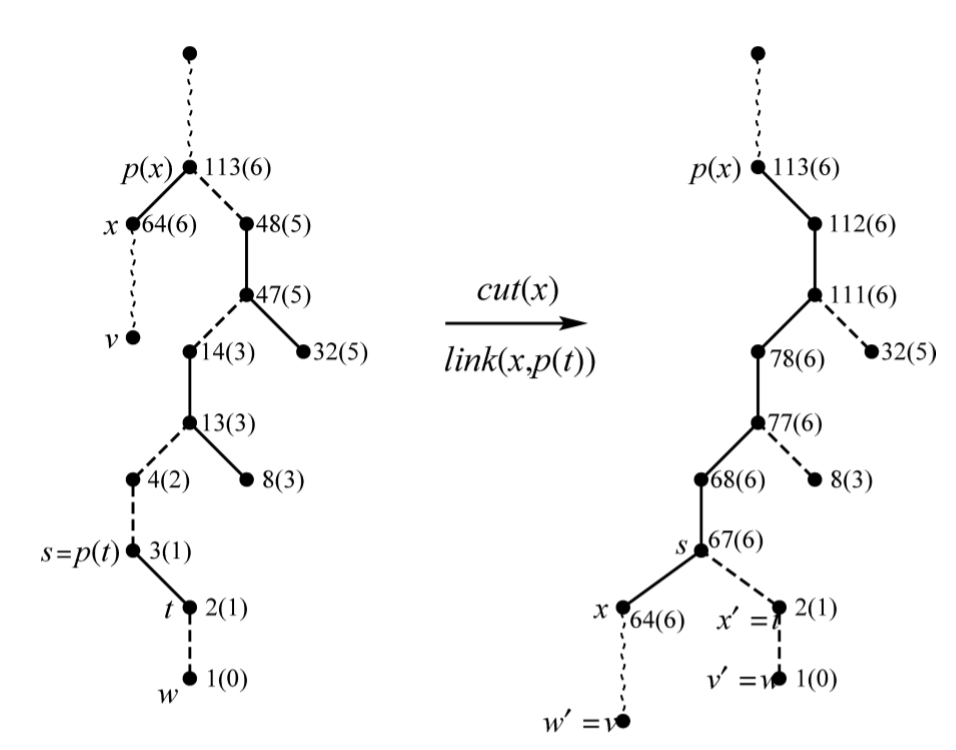 p(x) 113(6)
x 64(6)
48(5)
47(5)
v
14(3)
32(5)
13(3)
4(2)
8(3)
s=p(t) 3(1)
t 2(1)
w 1(0)
cut(x)
link(x,p(t))
p(x) 113(6)
112(6)
111(6)
78(6)
32(5)
77(6)
68(6)
8(3)
s 67(6)
x 64(6)
x′ =t 2(1)
v′ =w 1(0)
w′ =v